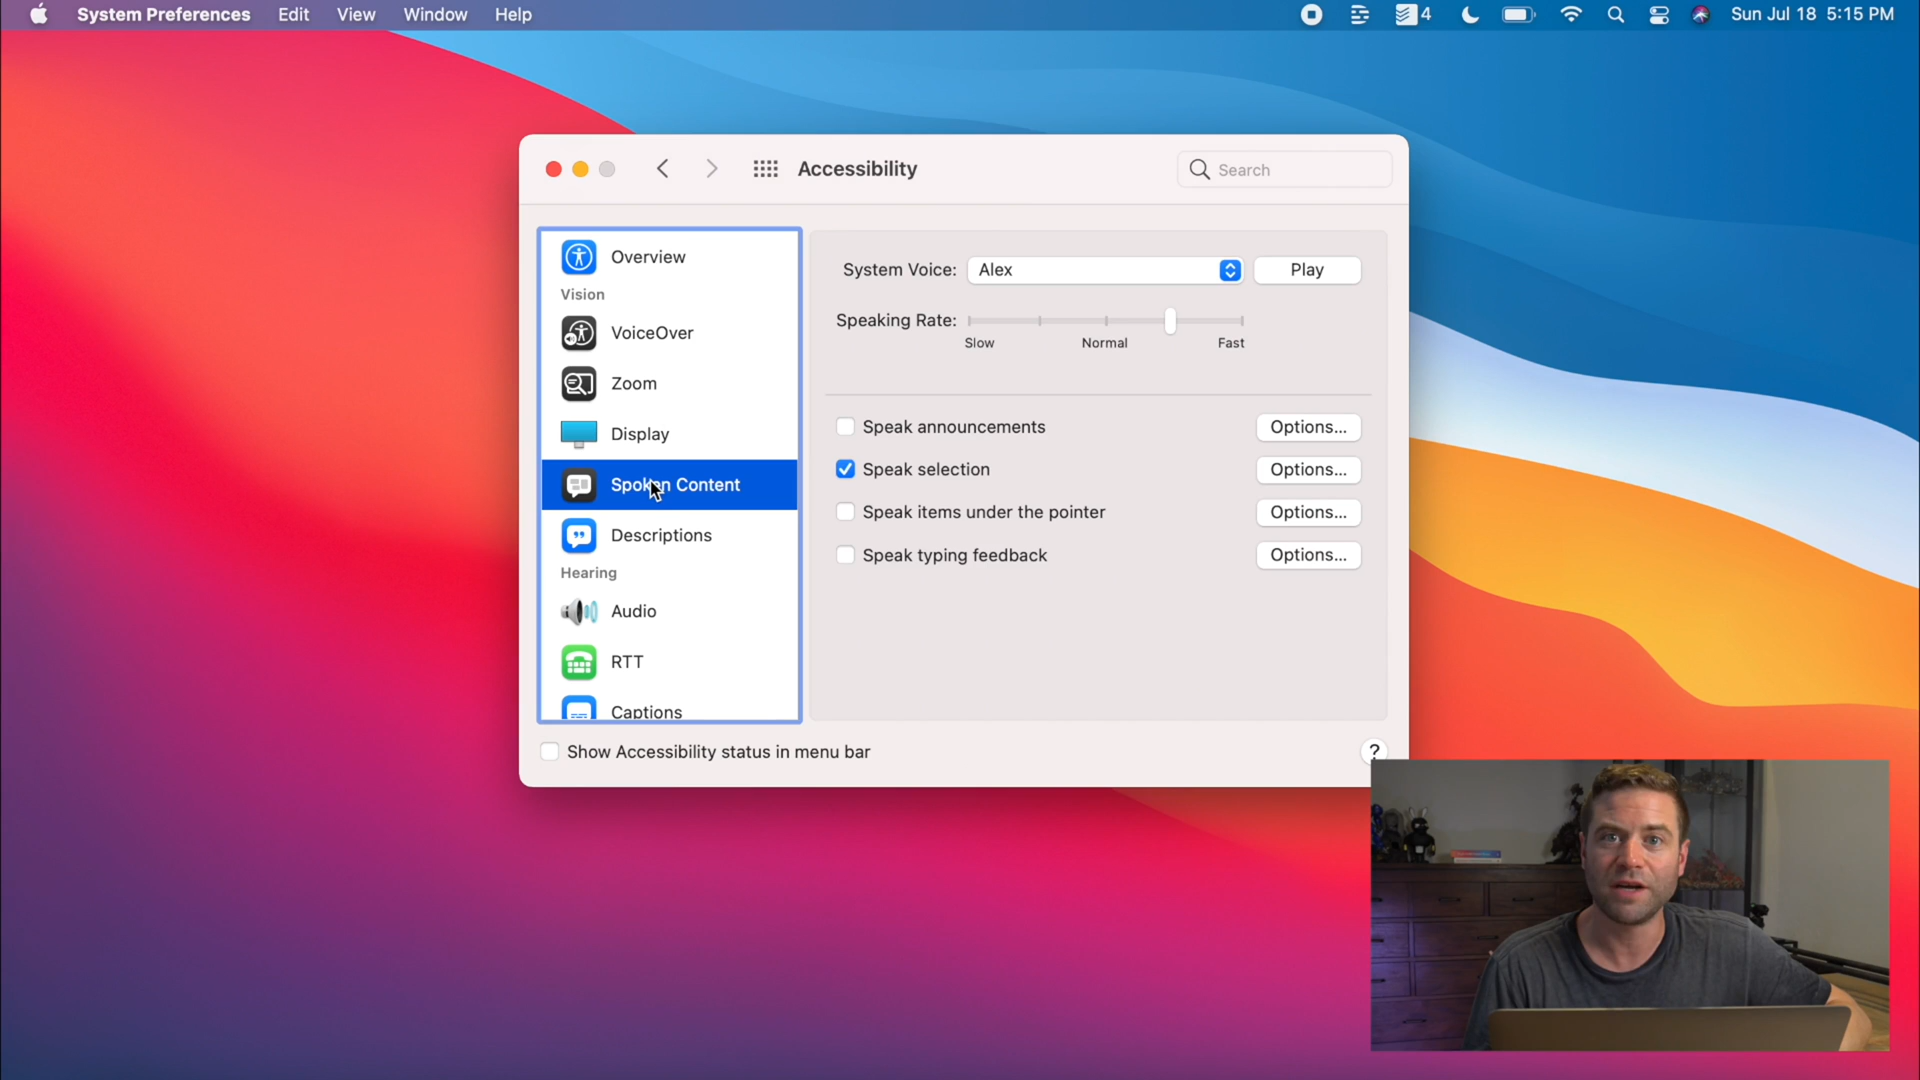 System Preferences Edit View Window Help 4 Sun Jul 18 5:15 PM
Accessibility
Search
Overview
Vision
VoiceOver
Zoom
Display
Spoken Content
Descriptions
Hearing
Audio
RTT
Captions
System Voice: Alex Play
Speaking Rate:
Slow Normal Fast
Speak announcements Options...
Speak selection Options...
Speak items under the pointer Options...
Speak typing feedback Options...
Show Accessibility status in menu bar ?